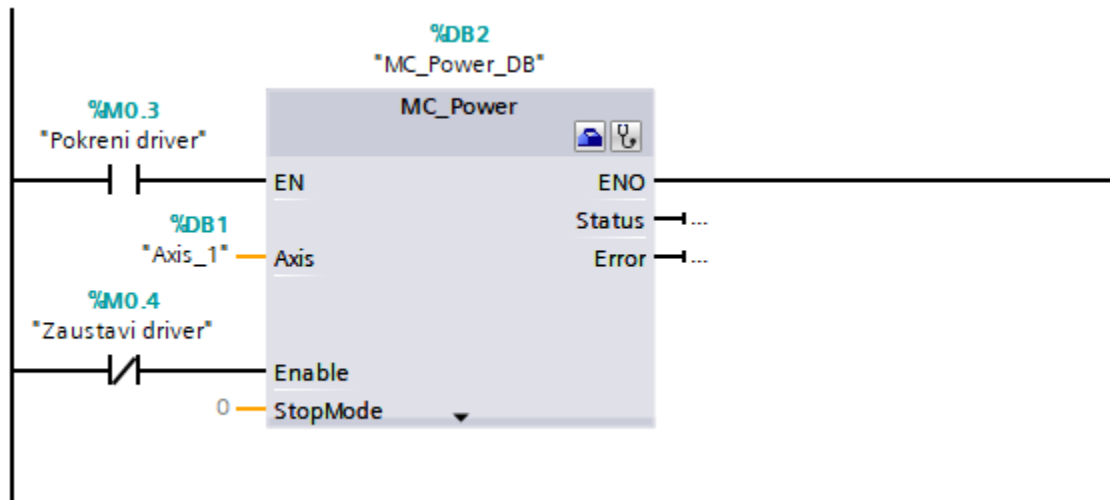 %DB2
"MC_Power_DB"
MC_Power
%M0.3
"Pokreni driver"
EN
ENO
%DB1
"Axis_1"
Axis
Status
...
Error
...
%M0.4
"Zaustavi driver"
Enable
0
StopMode